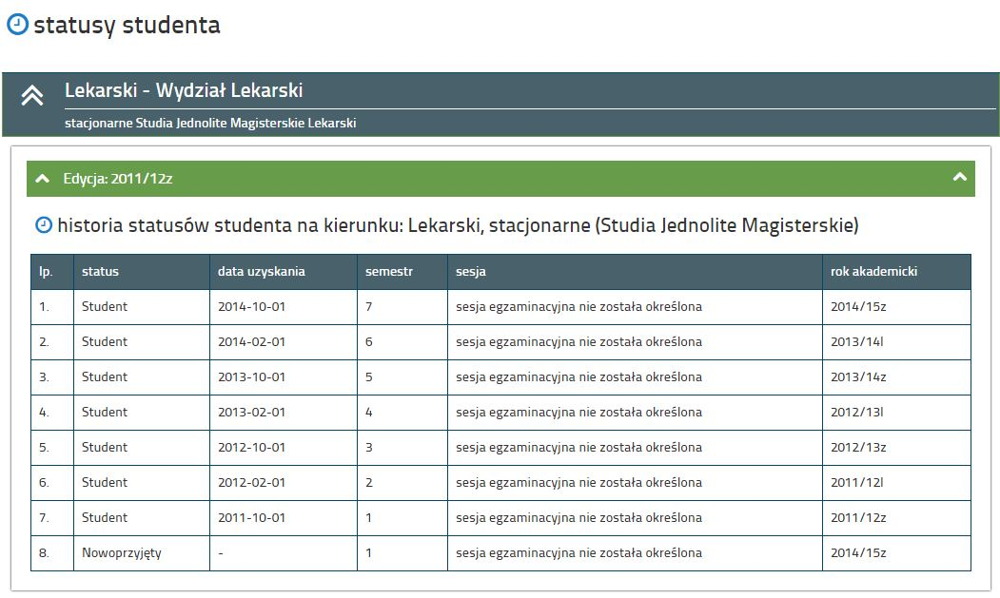 statusy studenta
Lekarski - Wydział Lekarski
stacjonarne Studia Jednolite Magisterskie Lekarski
Edycja: 2011/12z
historia statusów studenta na kierunku: Lekarski, stacjonarne (Studia Jednolite Magisterskie)
lp. status data uzyskania semestr sesja rok akademicki
1. Student 2014-10-01 7 sesja egzaminacyjna nie została określona 2014/15z
2. Student 2014-02-01 6 sesja egzaminacyjna nie została określona 2013/14l
3. Student 2013-10-01 5 sesja egzaminacyjna nie została określona 2013/14z
4. Student 2013-02-01 4 sesja egzaminacyjna nie została określona 2012/13l
5. Student 2012-10-01 3 sesja egzaminacyjna nie została określona 2012/13z
6. Student 2012-02-01 2 sesja egzaminacyjna nie została określona 2011/12l
7. Student 2011-10-01 1 sesja egzaminacyjna nie została określona 2011/12z
8. Nowoprzyjęty - 1 sesja egzaminacyjna nie została określona 2014/15z